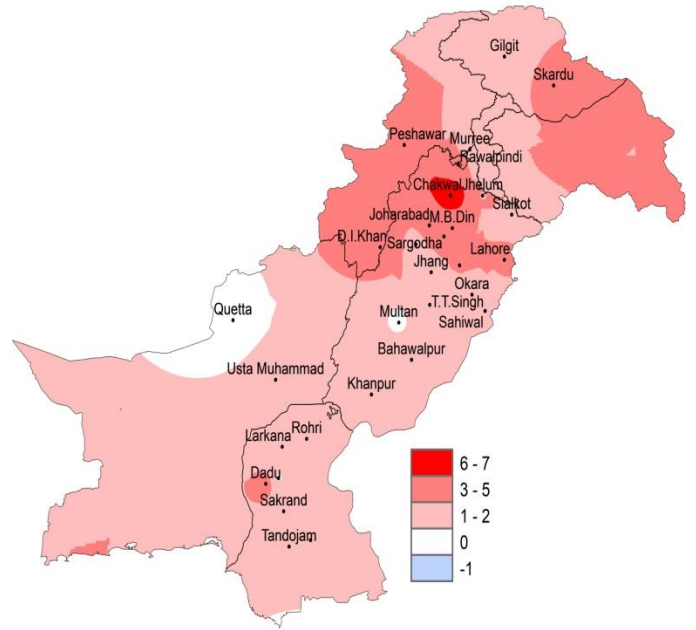 Gilgit
Skardu
Peshawar
Murree
Rawalpindi
Chakwal
Jhelum
Sialkot
Joharabad
M.B.Din
D.I.Khan
Sargodha
Lahore
Jhang
Okara
T.T.Singh
Quetta
Multan
Sahiwal
Bahawalpur
Usta Muhammad
Khanpur
Rohri
Larkana
Dadu
Sakrand
Tandojam
6 - 7
3 - 5
1 - 2
0
-1